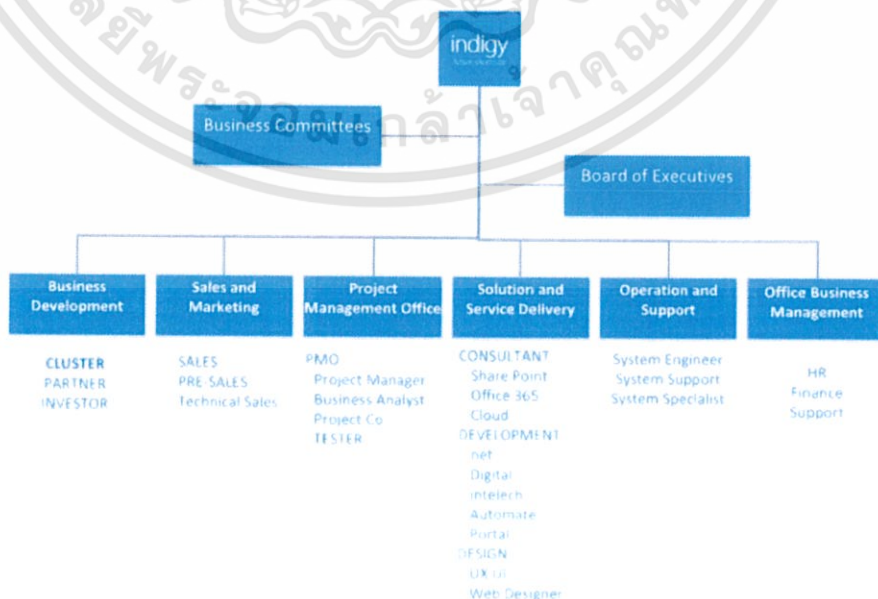 indigy
Business Committees
Board of Executives
Business
Development
CLUSTER
PARTNER
INVESTOR
Sales and
Marketing
SALES
PRE-SALES
Technical Sales
Project
Management Office
PMO
Project Manager
Business Analyst
Project Co
TESTER
Solution and
Service Delivery
CONSULTANT
Share Point
Office 365
Cloud
DEVELOPMENT
net
Digital
intelech
Automate
Portal
DESIGN
UX UI
Web Designer
Operation and
Support
System Engineer
System Support
System Specialist
Office Business
Management
HR
Finance
Support